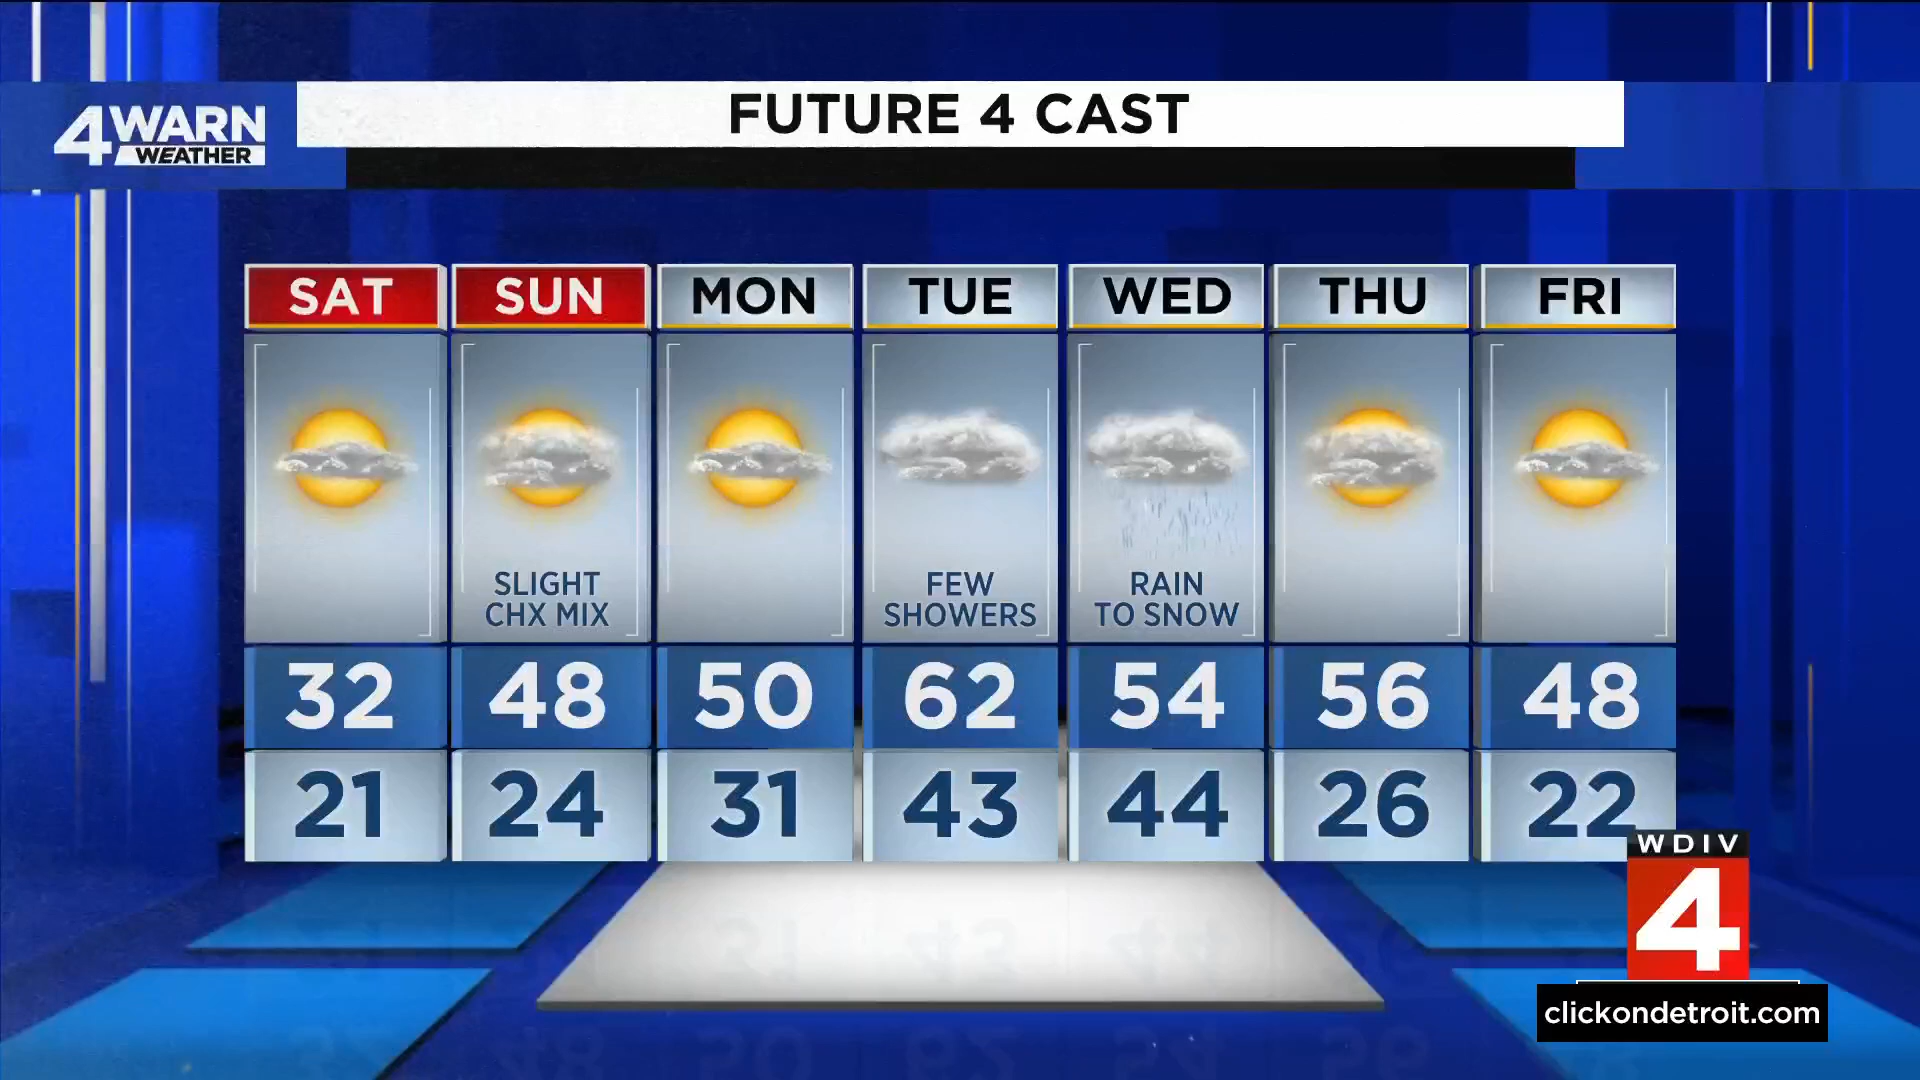 4WARN
WEATHER
FUTURE 4 CAST
SAT SUN MON TUE WED THU FRI
SLIGHT
CHX MIX
FEW
SHOWERS
RAIN
TO SNOW
32 48 50 62 54 56 48
21 24 31 43 44 26 22
WDIV
4
clickondetroit.com